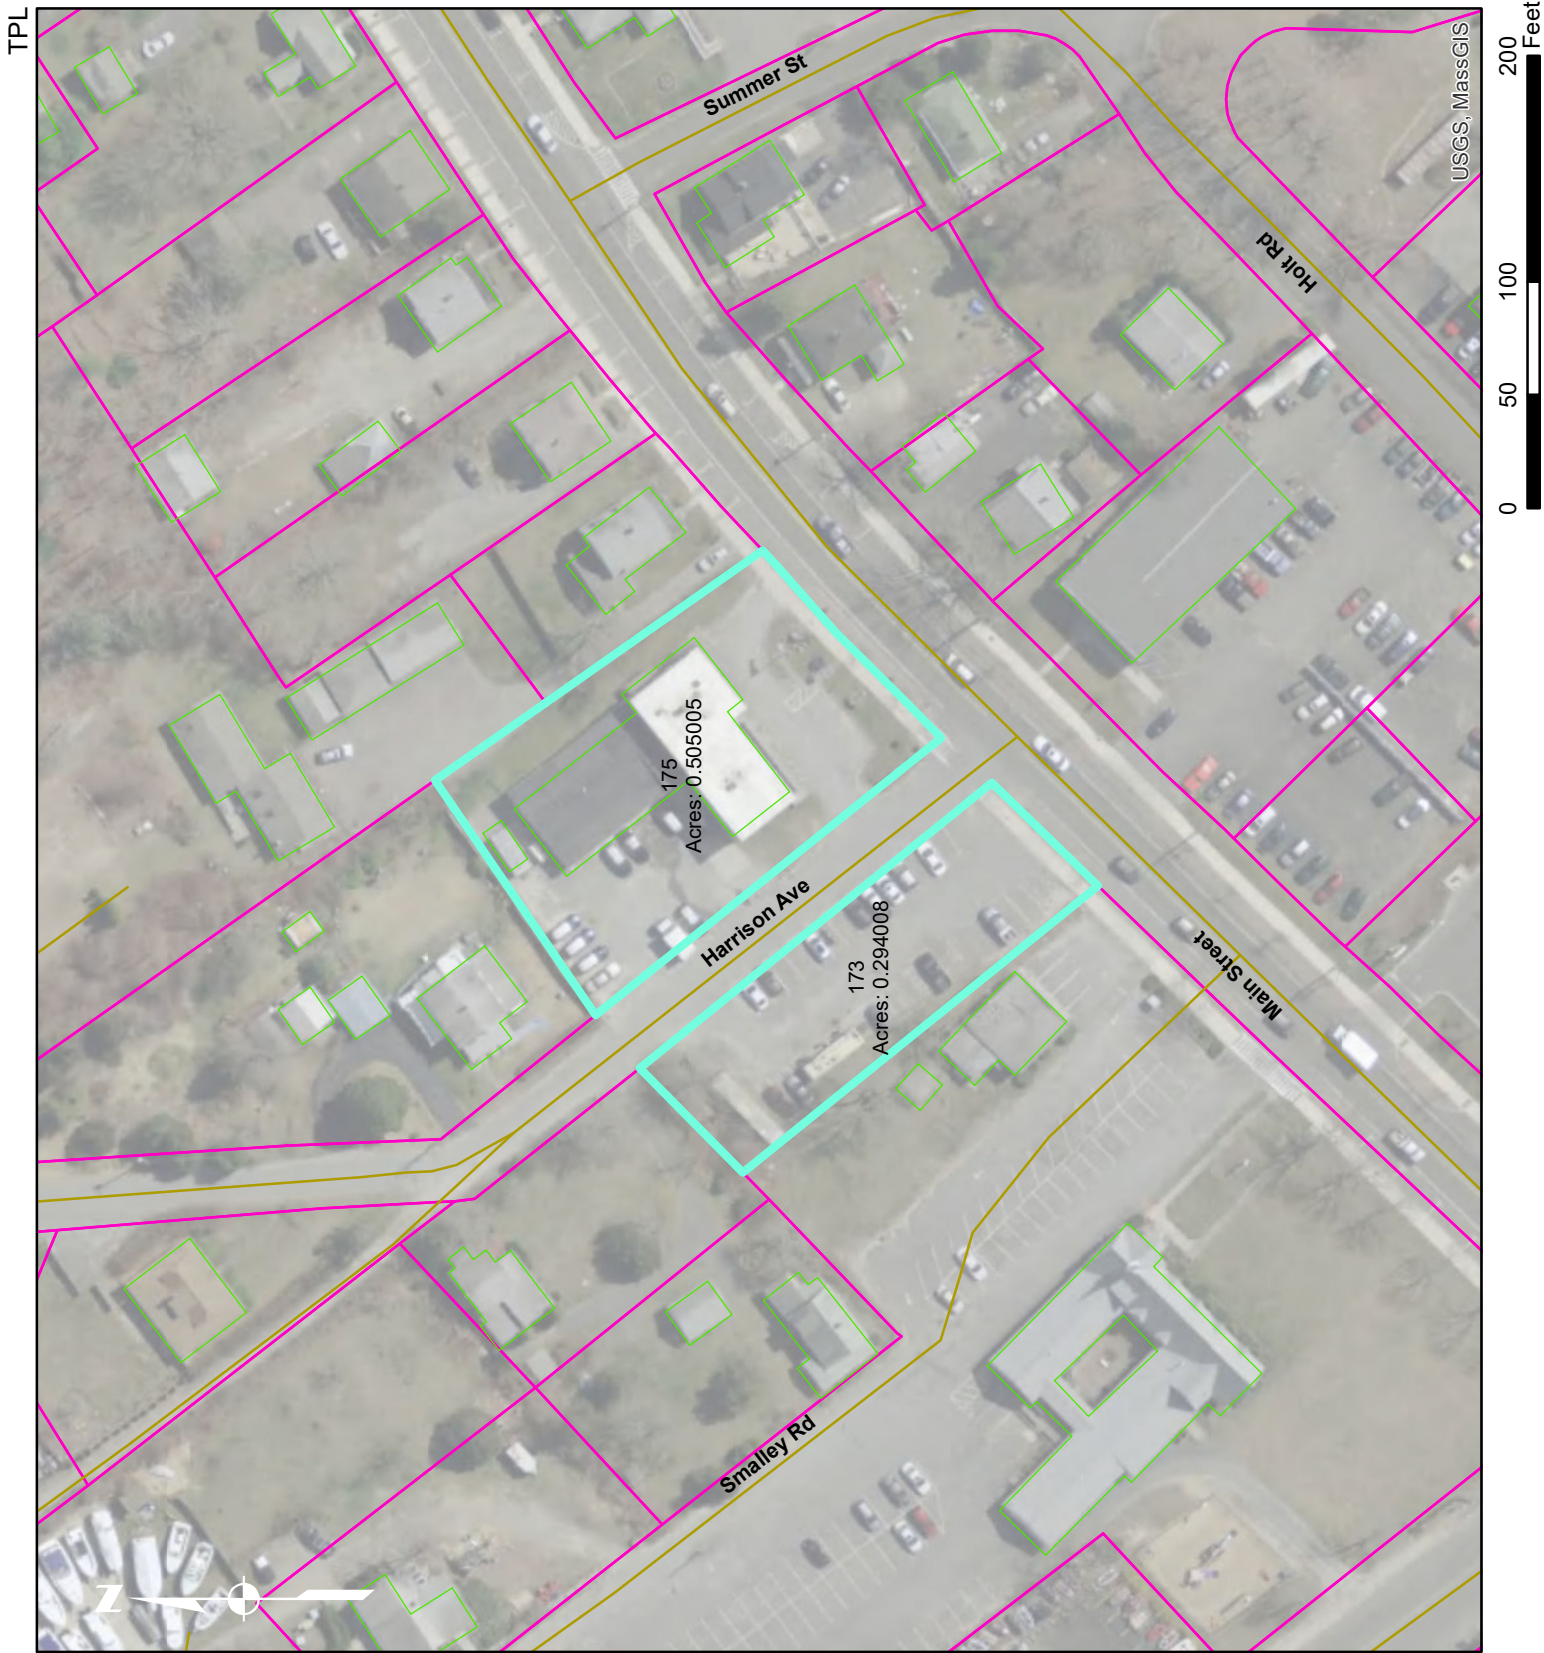 TPL
Summer St
Holt Rd
175
Acres: 0.505005
Harrison Ave
173
Acres: 0.294008
Main Street
Smalley Rd
N
USGS, MassGIS
0 50 100 200
Feet